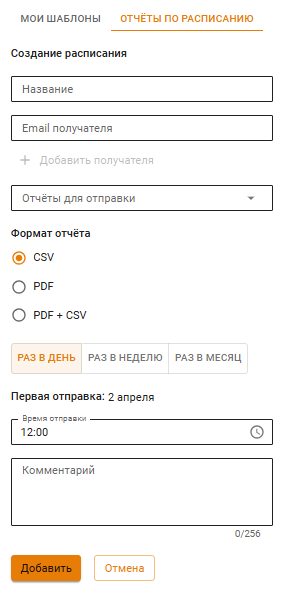 МОИ ШАБЛОНЫ ОТЧЁТЫ ПО РАСПИСАНИЮ
Создание расписания
Название
Email получателя
Добавить получателя
Отчёты для отправки
Формат отчёта
CSV
PDF
PDF + CSV
РАЗ В ДЕНЬ РАЗ В НЕДЕЛЮ РАЗ В МЕСЯЦ
Первая отправка: 2 апреля
Время отправки
12:00
Комментарий
0/256
Добавить Отмена